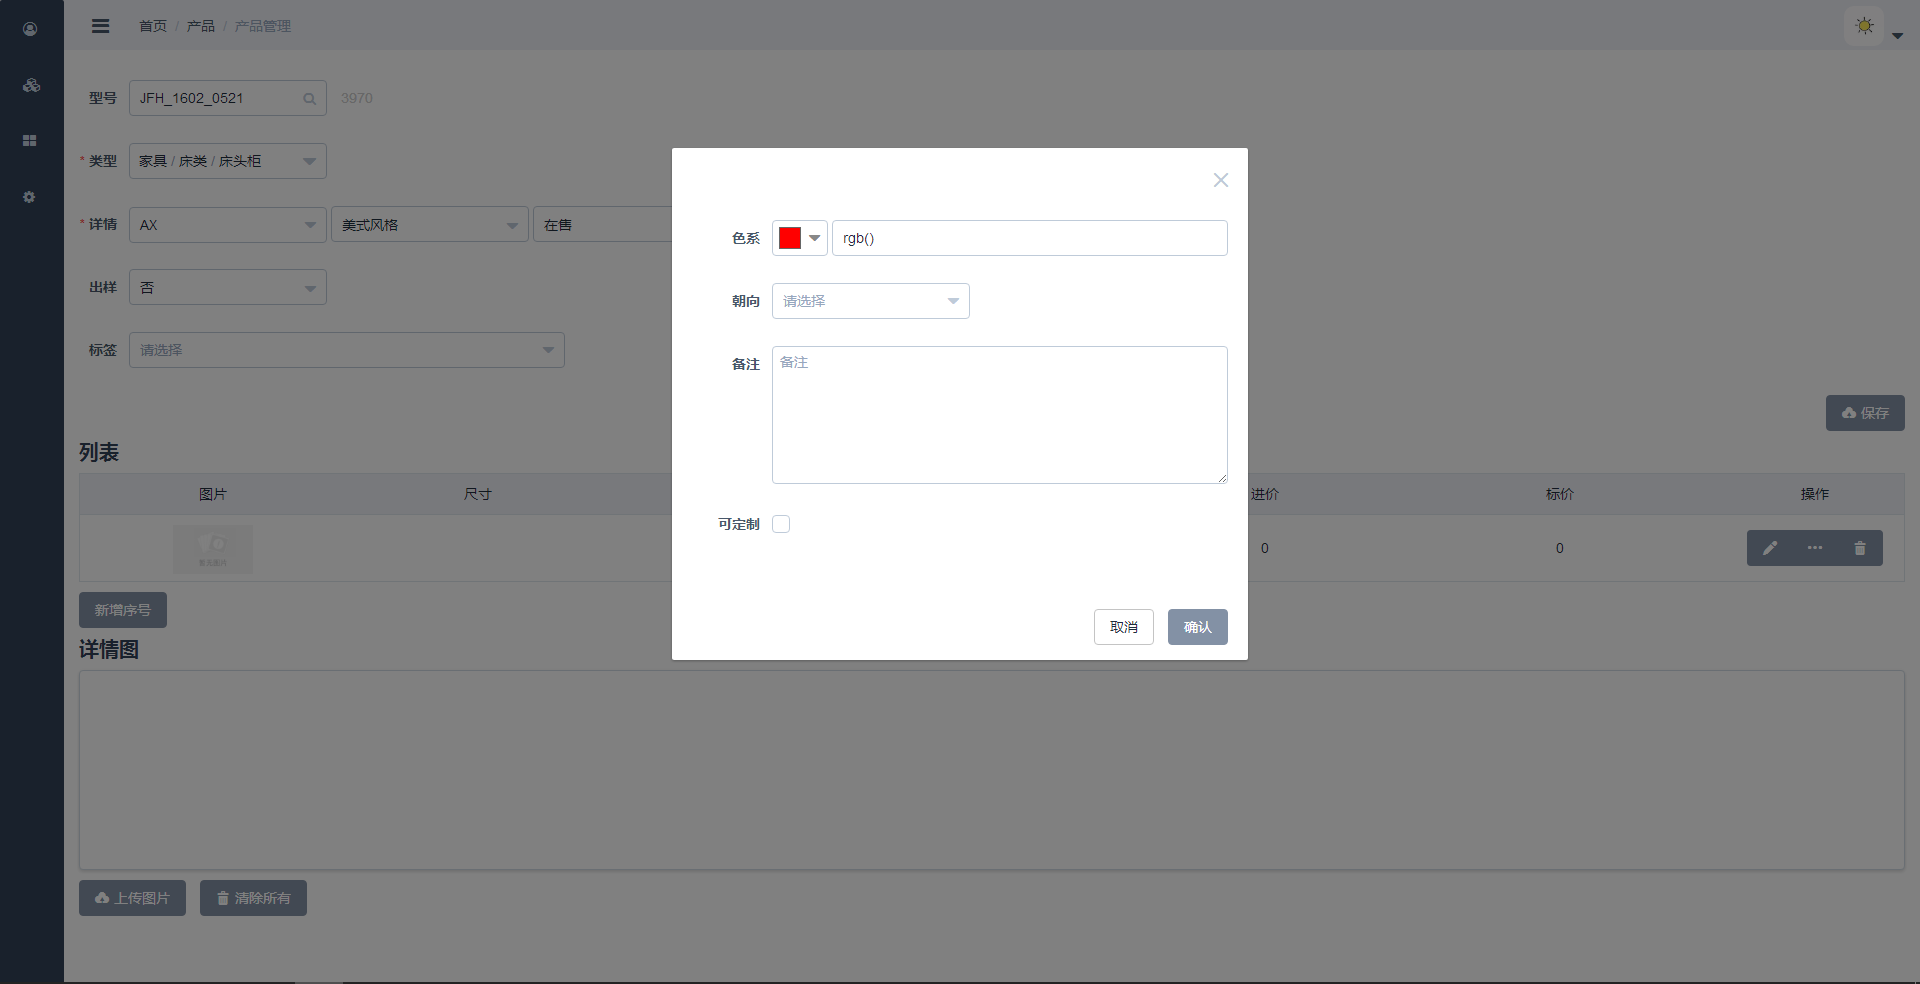 首页 / 产品 / 产品管理
型号 JFH_1602_0521 3970
* 类型 家具 / 床类 / 床头柜
* 详情 AX 美式风格 在售
出样 否
标签 请选择
保存
列表
图片 尺寸 进价 标价 操作
暂无图片 0 0
新增序号
详情图
上传图片 清除所有
色系 rgb()
朝向 请选择
备注 备注
可定制
取消 确认